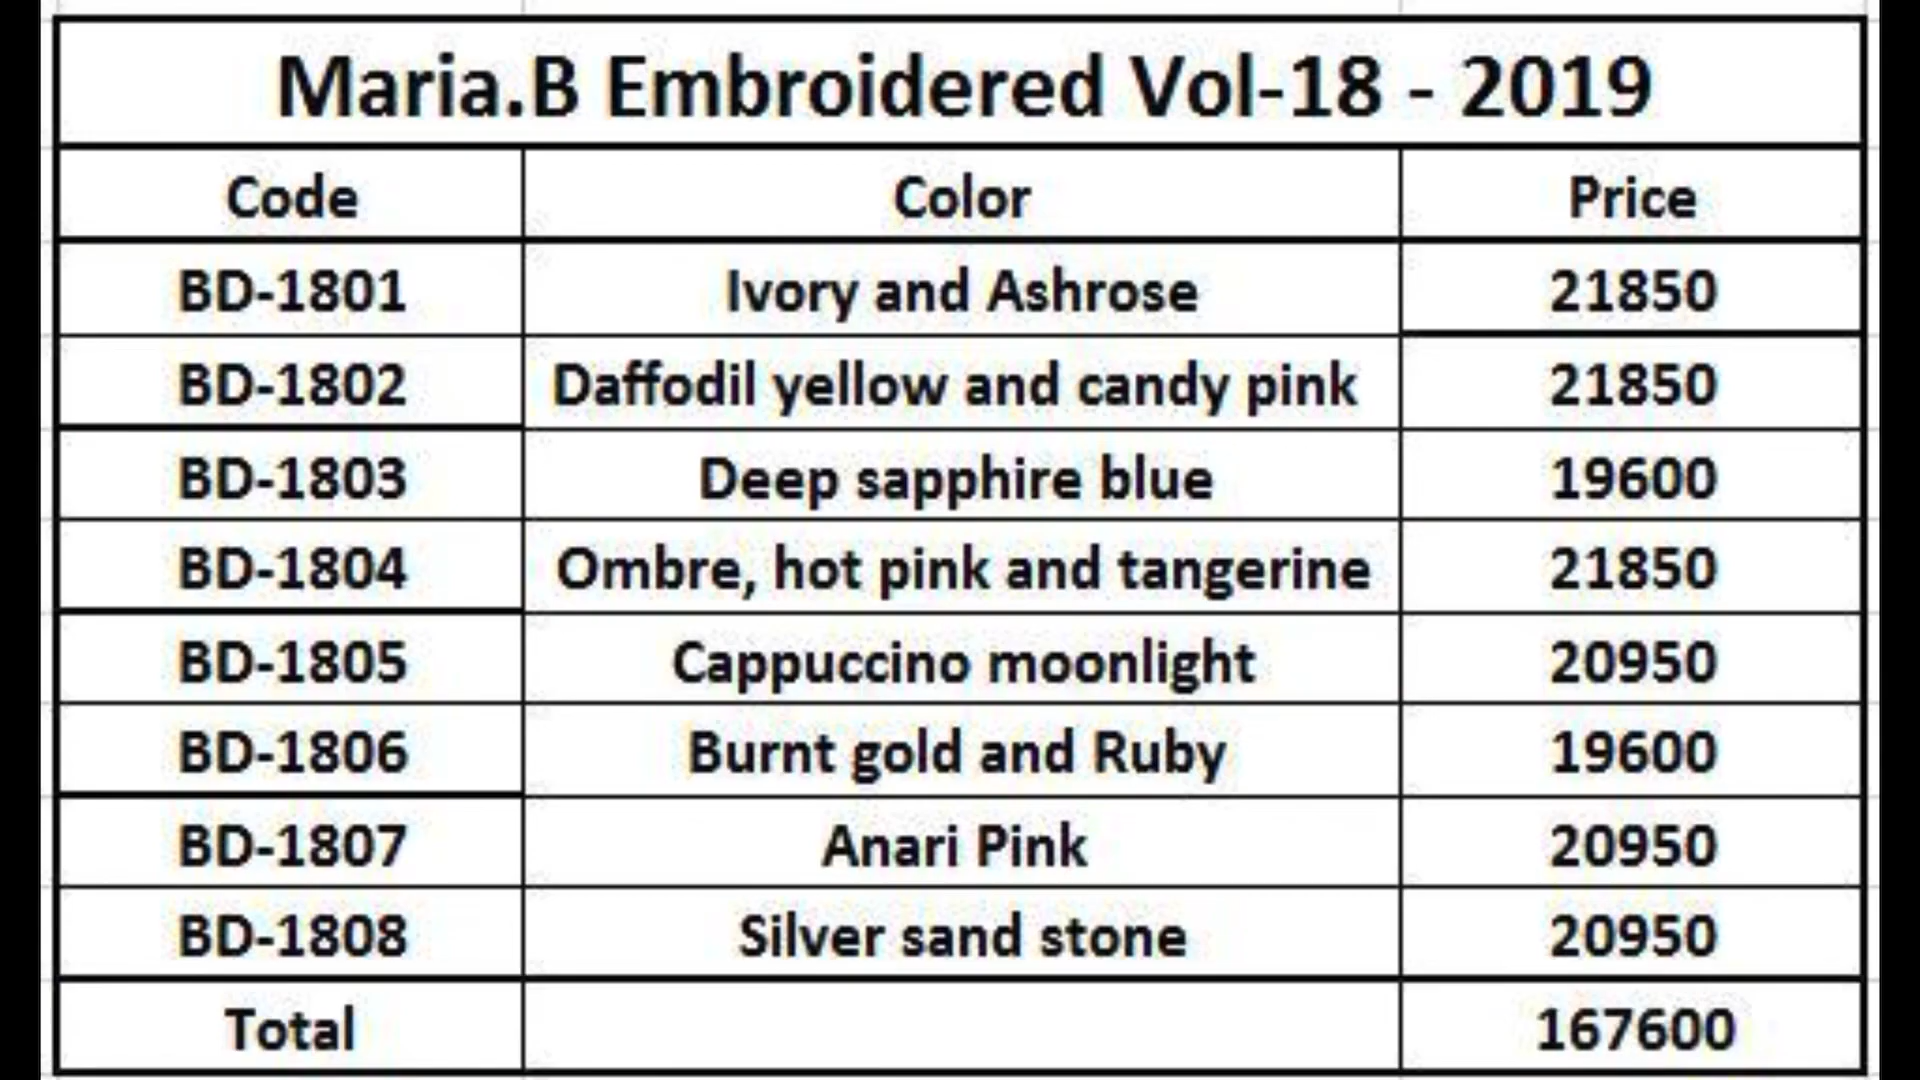 Maria.B Embroidered Vol-18 - 2019
Code Color Price
BD-1801 Ivory and Ashrose 21850
BD-1802 Daffodil yellow and candy pink 21850
BD-1803 Deep sapphire blue 19600
BD-1804 Ombre, hot pink and tangerine 21850
BD-1805 Cappuccino moonlight 20950
BD-1806 Burnt gold and Ruby 19600
BD-1807 Anari Pink 20950
BD-1808 Silver sand stone 20950
Total 167600